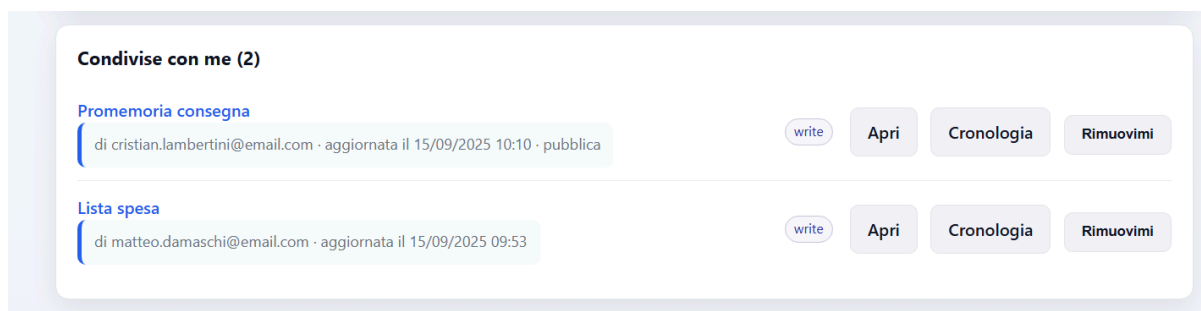 Condivise con me (2)
Promemoria consegna
di cristian.lambertini@email.com · aggiornata il 15/09/2025 10:10 · pubblica
write Apri Cronologia Rimuovimi
Lista spesa
di matteo.damaschi@email.com · aggiornata il 15/09/2025 09:53
write Apri Cronologia Rimuovimi